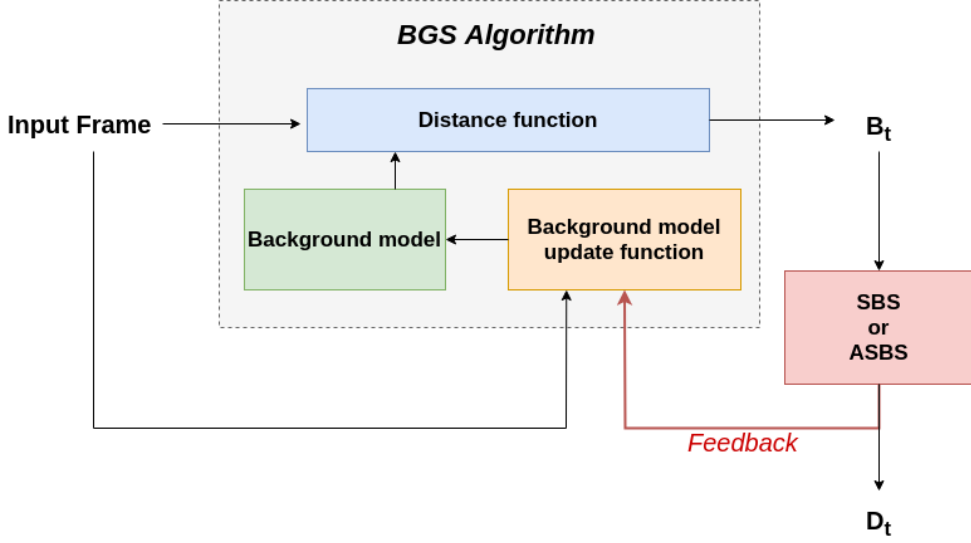 BGS Algorithm
Input Frame
Distance function
Bt
Background model
Background model
update function
SBS
or
ASBS
Feedback
Dt